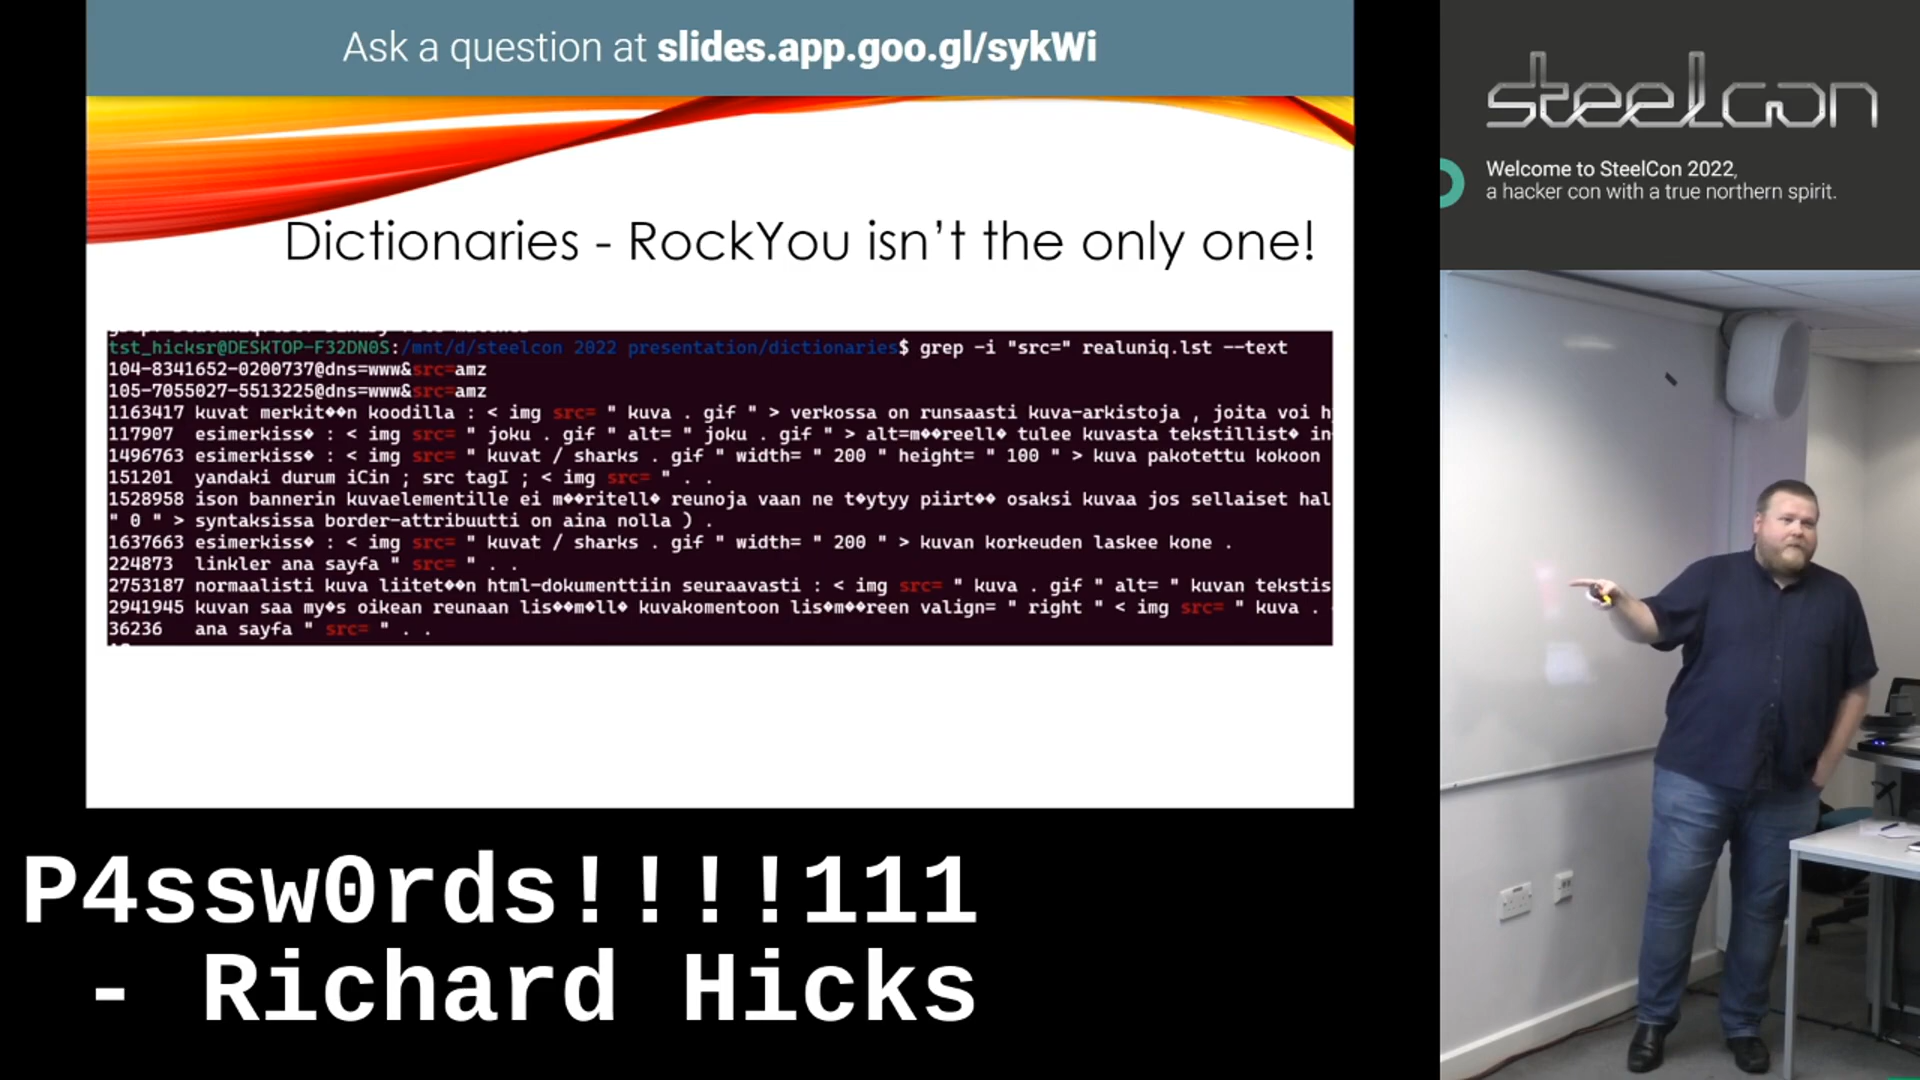 Ask a question at slides.app.goo.gl/sykWi
steelcon
Welcome to SteelCon 2022,
a hacker con with a true northern spirit.
Dictionaries - RockYou isn't the only one!
tst_hicksr@DESKTOP-F32DN0S:/mnt/d/steelcon 2022 presentation/dictionaries$ grep -i "src=" realuniq.lst --text
104-8341652-0200737@dns=www&src=amz
105-7055027-5513225@dns=www&src=amz
1163417 kuvat merkit��n koodilla : < img src= " kuva . gif " > verkossa on runsaasti kuva-arkistoja , joita voi h
117907 esimerkiss� : < img src= " joku . gif " alt= " joku . gif " > alt=m��reell� tulee kuvasta tekstillist� in
1496763 esimerkiss� : < img src= " kuvat / sharks . gif " width= " 200 " height= " 100 " > kuva pakotettu kokoon
151201 yandaki durum iCin ; src tagI ; < img src= " . .
1528958 ison bannerin kuvaelementille ei m��ritell� reunoja vaan ne t�ytyy piirt�� osaksi kuvaa jos sellaiset hal
" 0 " > syntaksissa border-attribuutti on aina nolla ) .
1637663 esimerkiss� : < img src= " kuvat / sharks . gif " width= " 200 " > kuvan korkeuden laskee kone .
224873 linkler ana sayfa " src= " . .
2753187 normaalisti kuva liitet��n html-dokumenttiin seuraavasti : < img src= " kuva . gif " alt= " kuvan tekstis
2941945 kuvan saa my�s oikean reunaan lis��m�ll� kuvakomentoon lis�m��reen valign= " right " < img src= " kuva .
36236 ana sayfa " src= " . .
P4ssw0rds!!!!111
- Richard Hicks